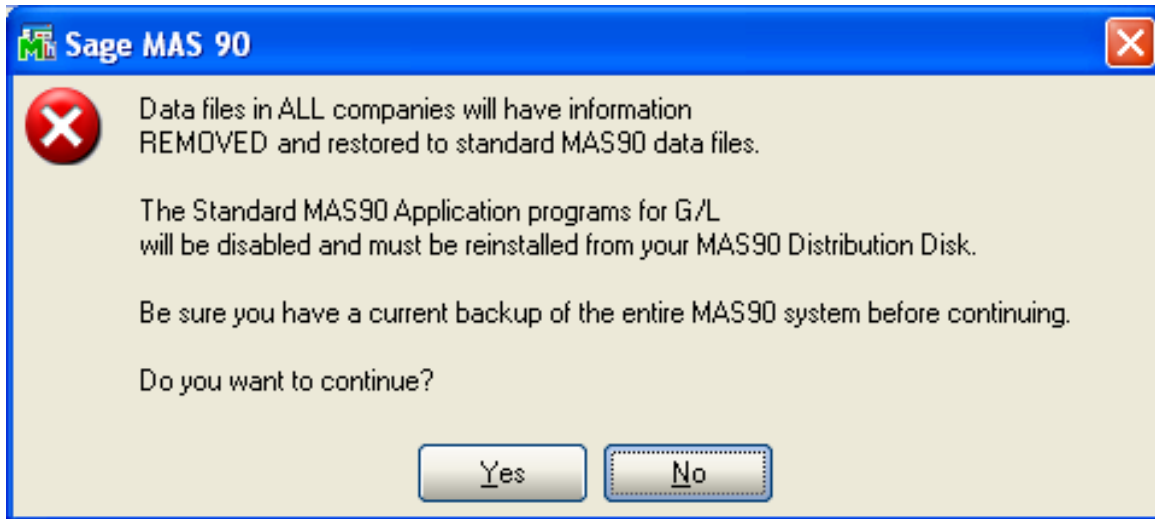 Sage MAS 90
Data files in ALL companies will have information
REMOVED and restored to standard MAS90 data files.
The Standard MAS90 Application programs for G/L
will be disabled and must be reinstalled from your MAS90 Distribution Disk.
Be sure you have a current backup of the entire MAS90 system before continuing.
Do you want to continue?
Yes
No